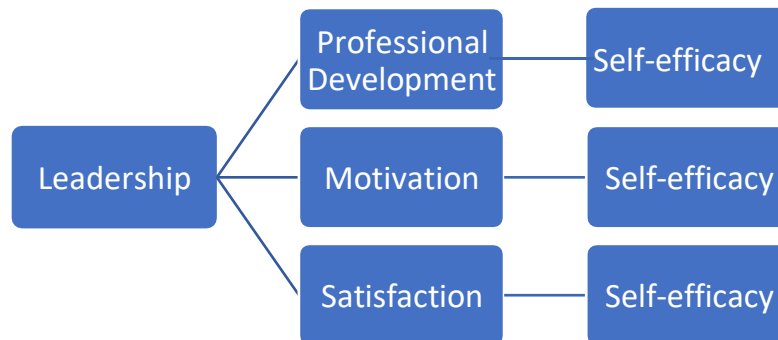 Professional
Development
Self-efficacy
Leadership
Motivation
Self-efficacy
Satisfaction
Self-efficacy